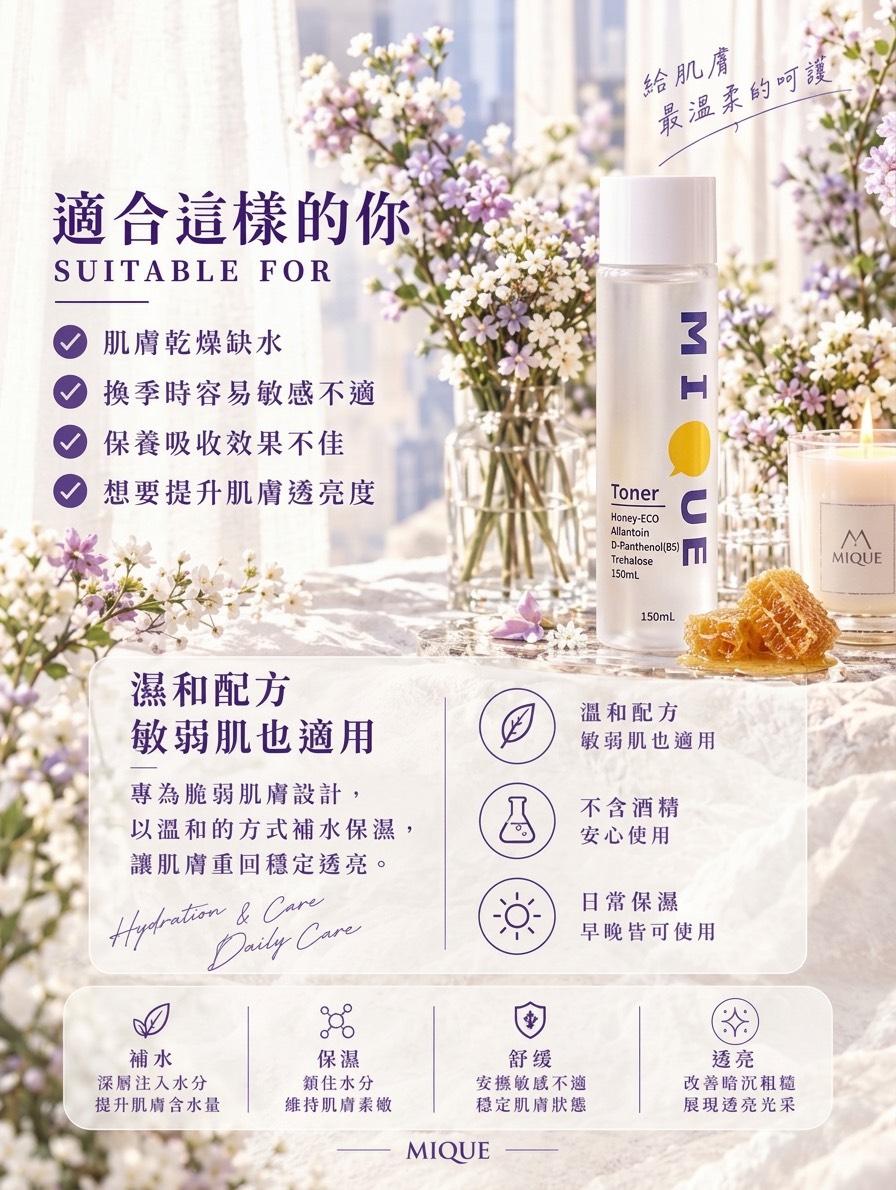 給肌膚
最溫柔的呵護
適合這樣的你
SUITABLE FOR
肌膚乾燥缺水
換季時容易敏感不適
保養吸收效果不佳
想要提升肌膚透亮度
MIQUE
Toner
Honey-ECO
Allantoin
D-Panthenol(B5)
Trehalose
150mL
150mL
MIQUE
濕和配方
敏弱肌也適用
專為脆弱肌膚設計，
以溫和的方式補水保濕，
讓肌膚重回穩定透亮。
Hydration & Care
Daily Care
溫和配方
敏弱肌也適用
不含酒精
安心使用
日常保濕
早晚皆可使用
補水
深層注入水分
提升肌膚含水量
保濕
鎖住水分
維持肌膚素嫩
舒缓
安撫敏感不適
穩定肌膚狀態
透亮
改善暗沉粗糙
展現透亮光采
MIQUE